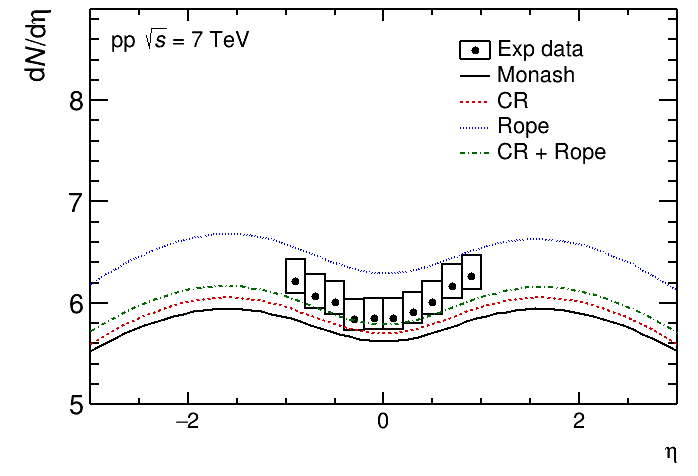 dN/dη
pp √s = 7 TeV
Exp data
Monash
CR
Rope
CR + Rope
8
7
6
5
−2
0
2
η